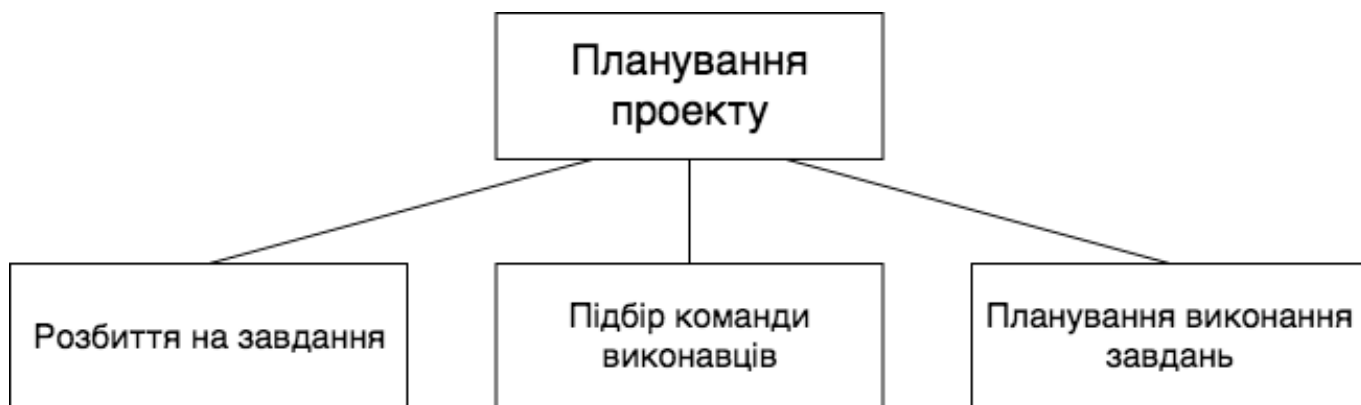 Планування
проекту
Розбиття на завдання
Підбір команди
виконавців
Планування виконання
завдань